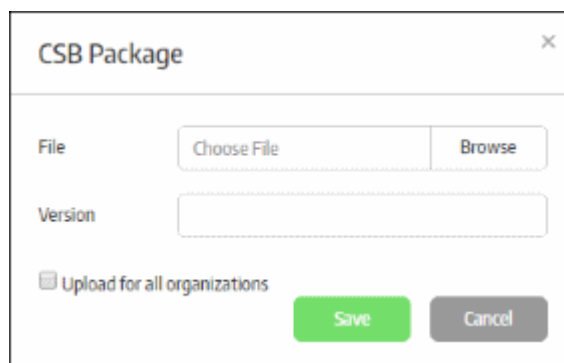 CSB Package
×
File
Choose File
Browse
Version
Upload for all organizations
Save
Cancel